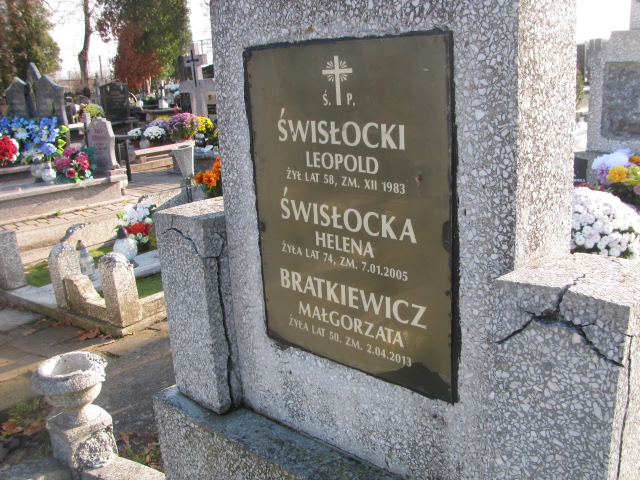 Ś. P.
ŚWISŁOCKI
LEOPOLD
ŻYŁ LAT 58, ZM. XII 1983
ŚWISŁOCKA
HELENA
ŻYŁA LAT 74, ZM. 7.01.2005
BRATKIEWICZ
MAŁGORZATA
ŻYŁA LAT 50, ZM. 2.04.2013